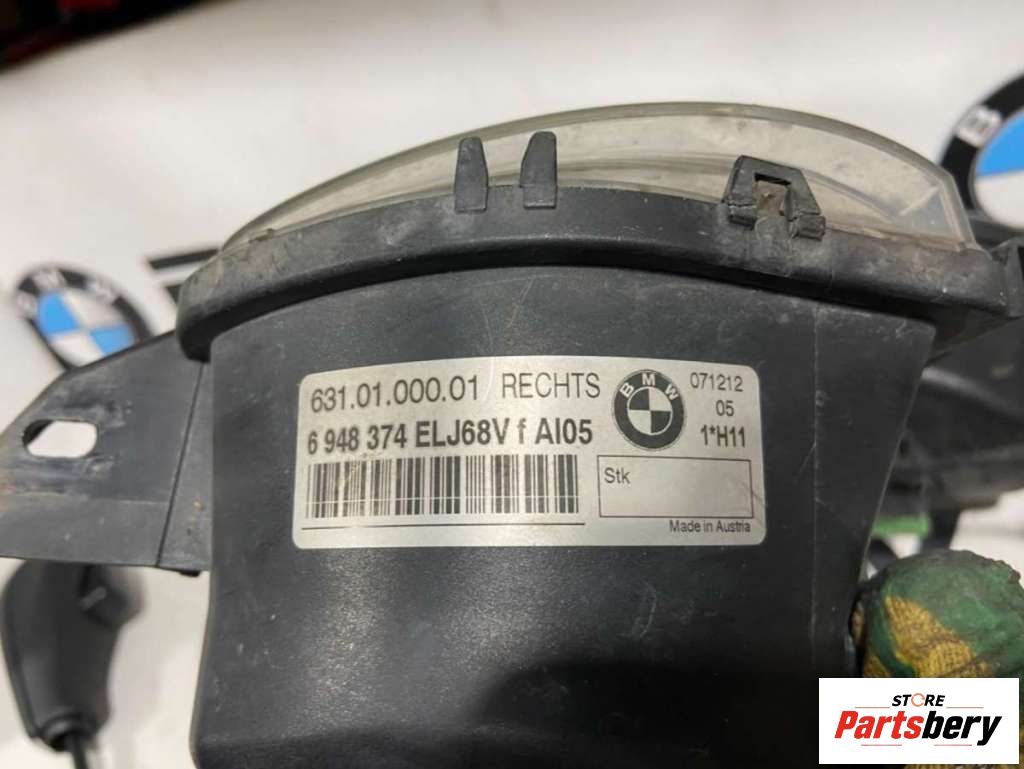 631.01.000.01 RECHTS
6 948 374 ELJ68V f AI05
BMW
071212
05
1*H11
Stk
Made in Austria
BMW
B
STORE
Partsbery